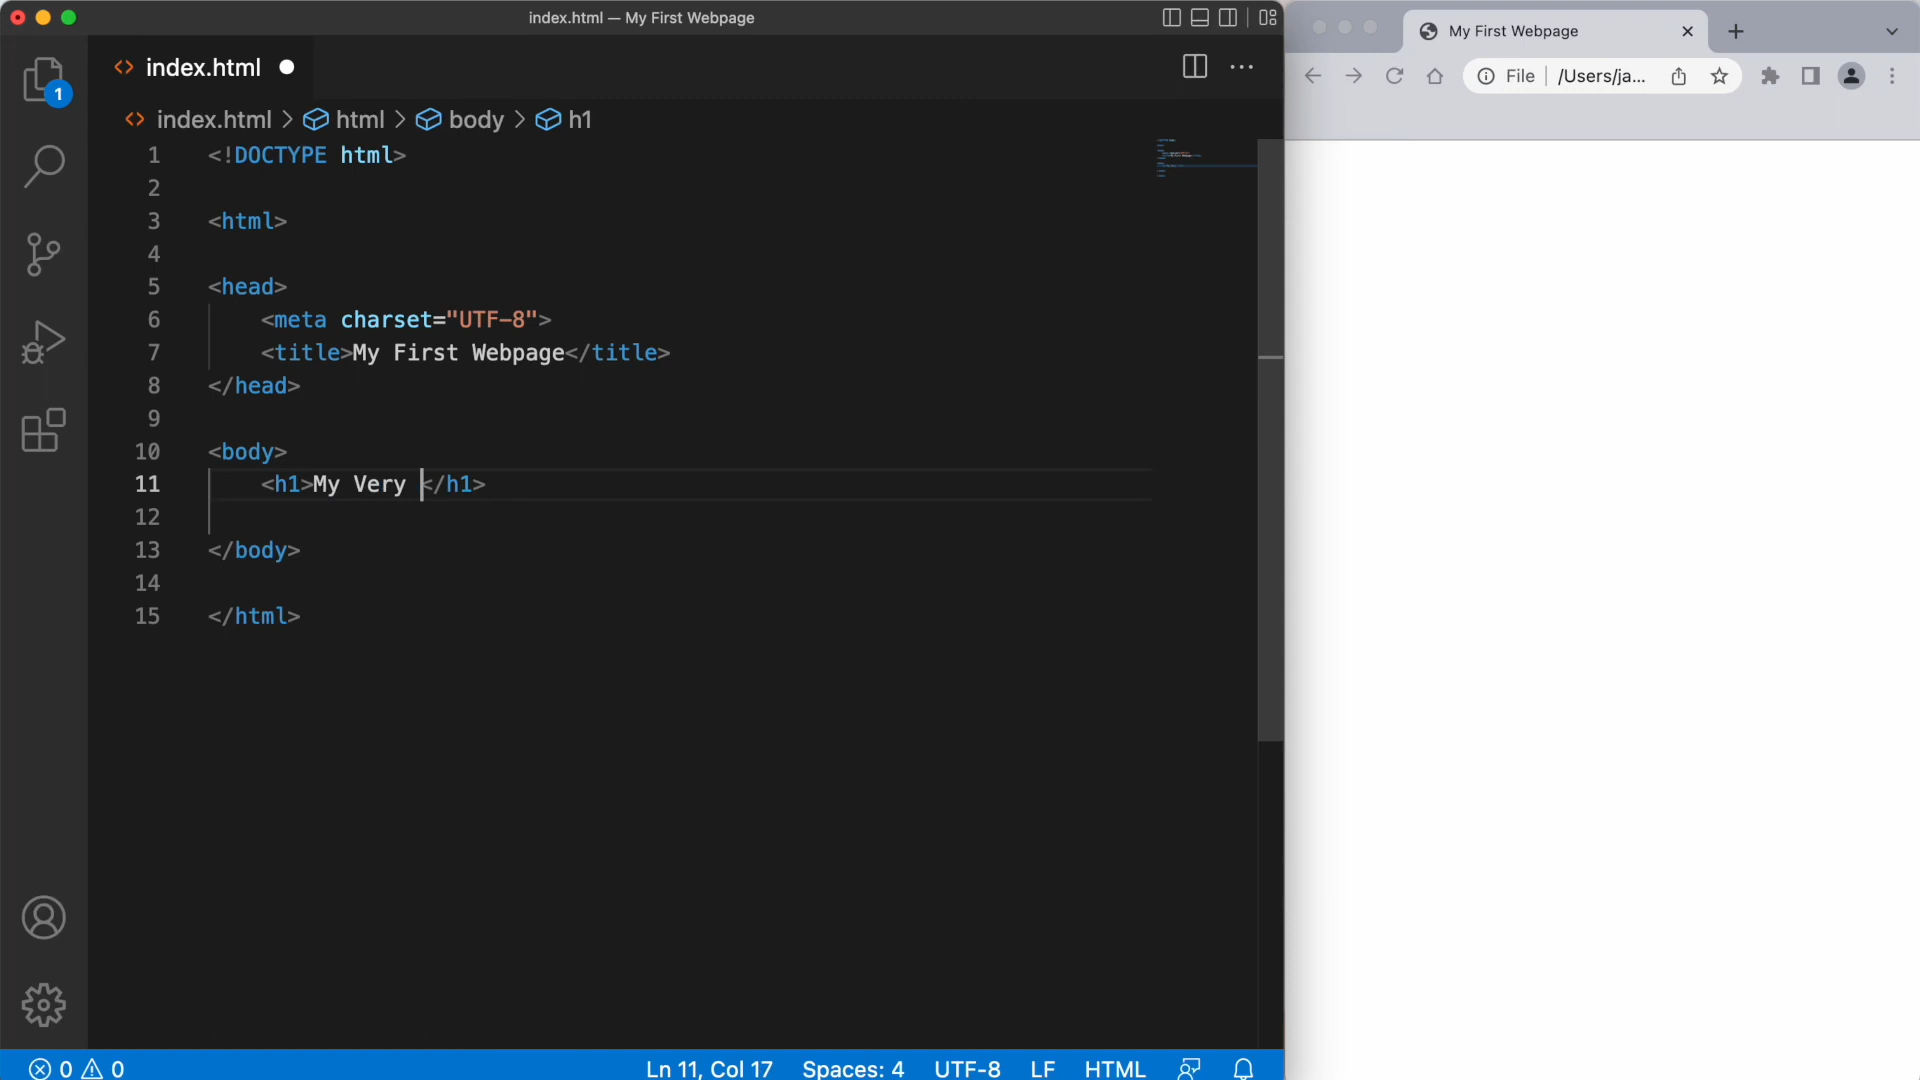 index.html — My First Webpage
index.html
1
index.html > html > body > h1
1 <!DOCTYPE html>
2
3 <html>
4
5 <head>
6 <meta charset="UTF-8">
7 <title>My First Webpage</title>
8 </head>
9
10 <body>
11 <h1>My Very </h1>
12
13 </body>
14
15 </html>
0 0 Ln 11, Col 17 Spaces: 4 UTF-8 LF HTML
My First Webpage
File /Users/ja...